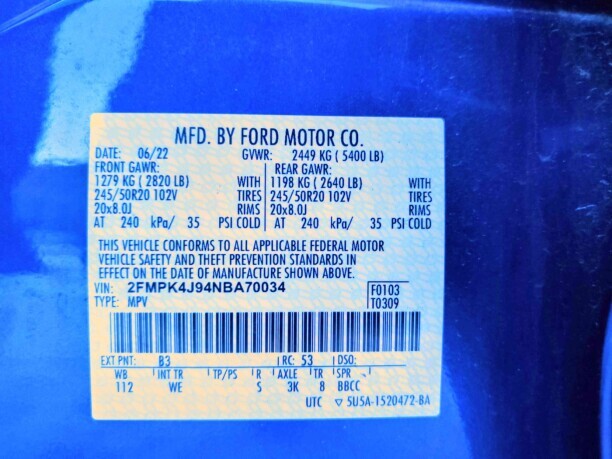 MFD. BY FORD MOTOR CO.
DATE: 06/22 GVWR: 2449 KG ( 5400 LB)
FRONT GAWR: REAR GAWR:
1279 KG ( 2820 LB) WITH 1198 KG ( 2640 LB) WITH
245/50R20 102V TIRES 245/50R20 102V TIRES
20x8.0J RIMS 20x8.0J RIMS
AT 240 kPa/ 35 PSI COLD AT 240 kPa/ 35 PSI COLD
THIS VEHICLE CONFORMS TO ALL APPLICABLE FEDERAL MOTOR
VEHICLE SAFETY AND THEFT PREVENTION STANDARDS IN
EFFECT ON THE DATE OF MANUFACTURE SHOWN ABOVE.
VIN: 2FMPK4J94NBA70034 F0103
TYPE: MPV T0309
EXT PNT: B3 RC: 53 DSO:
WB INT TR TP/PS R AXLE TR SPR
112 WE S 3K 8 BBCC
UTC ▽ 5U5A-1520472-BA